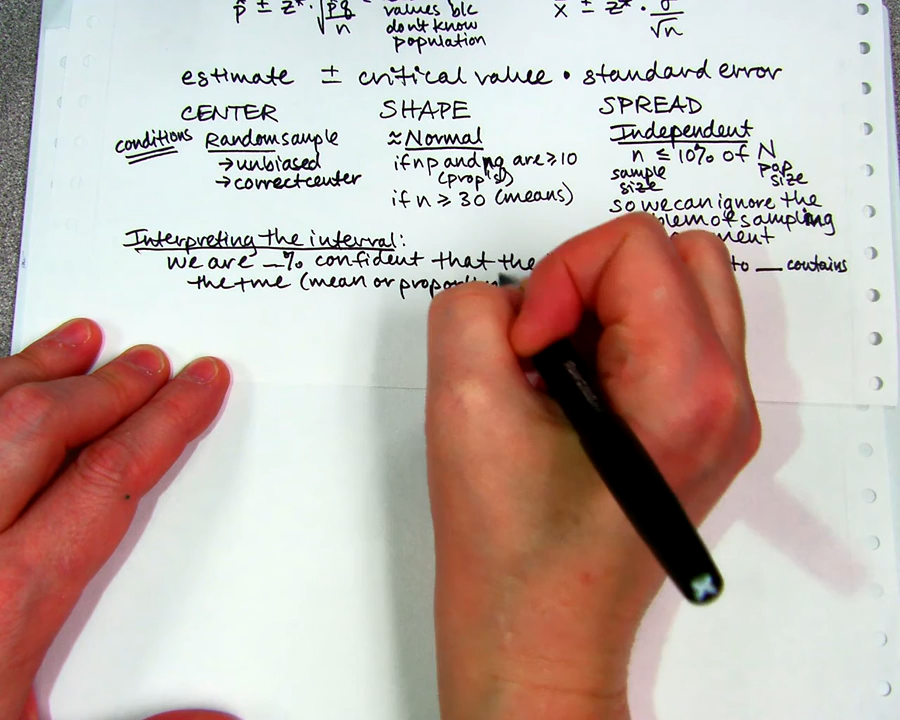 p̂ ± z* · √p̂q̂/n values b/c x̄ ± z* · σ/√n
don't know
population
estimate ± critical value • standard error
CENTER SHAPE SPREAD
conditions Random sample ≈ Normal Independent
→ unbiased if np and nq are ≥ 10 n ≤ 10% of N
→ correct center (prop's) sample size pop size
if n ≥ 30 (means) so we can ignore the
of sampling
Interpreting the interval:
we are __% confident that the to __ contains
the true (mean or